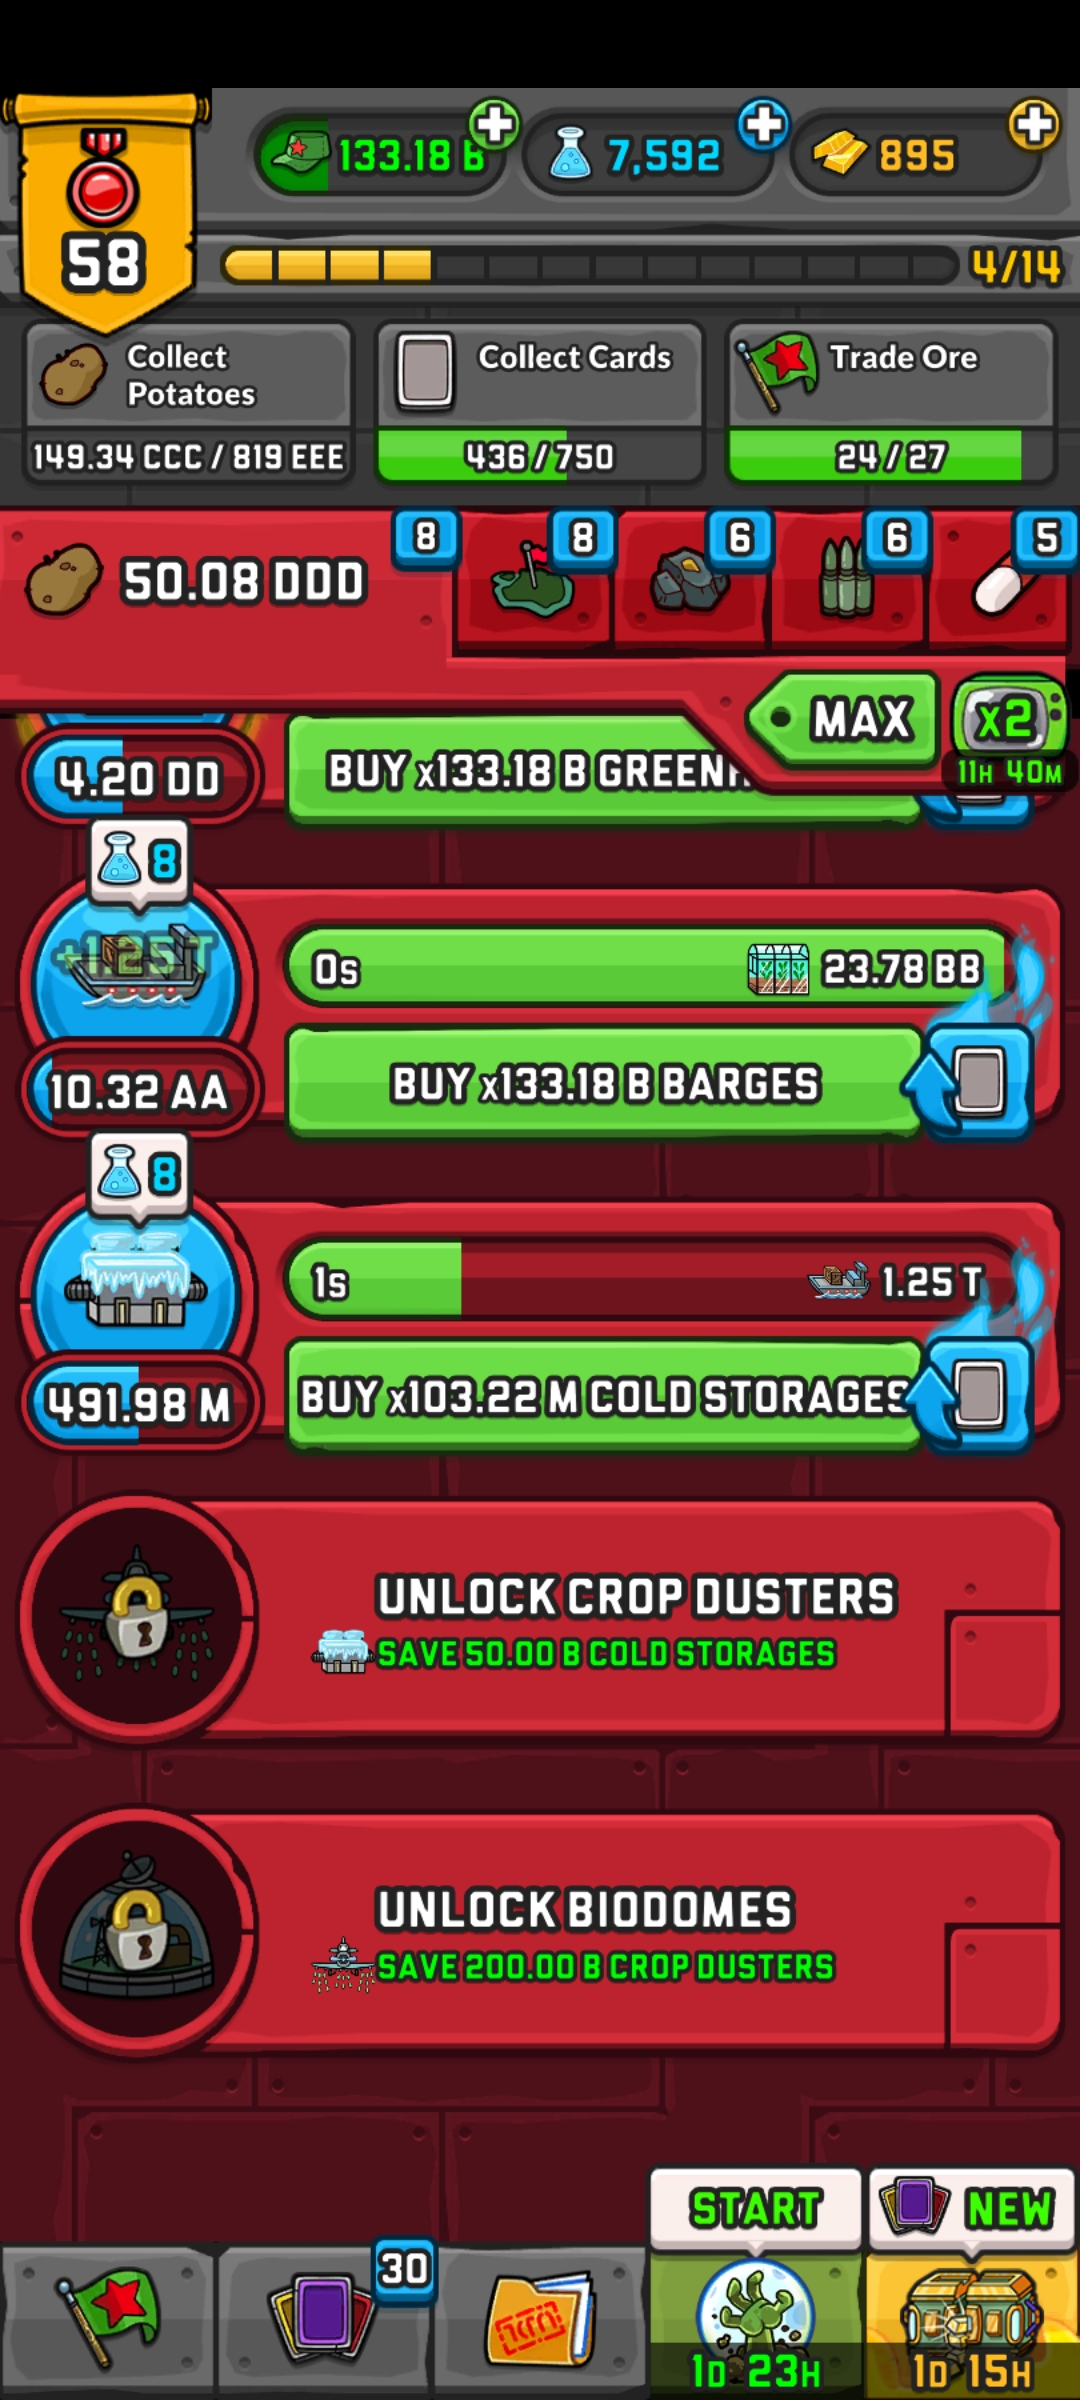 58
133.18 B
7,592
895
4/14
Collect
Potatoes
149.34 CCC / 819 EEE
Collect Cards
436 / 750
Trade Ore
24 / 27
50.08 DDD
8
8
6
6
5
MAX
x2
11H 40M
4.20 DD
BUY x133.18 B
8
+1.25T
0s
23.78 BB
10.32 AA
BUY x133.18 B BARGES
8
1s
1.25 T
491.98 M
BUY x103.22 M COLD STORAGES
UNLOCK CROP DUSTERS
SAVE 50.00 B COLD STORAGES
UNLOCK BIODOMES
SAVE 200.00 B CROP DUSTERS
START
NEW
30
1D 23H
1D 15H